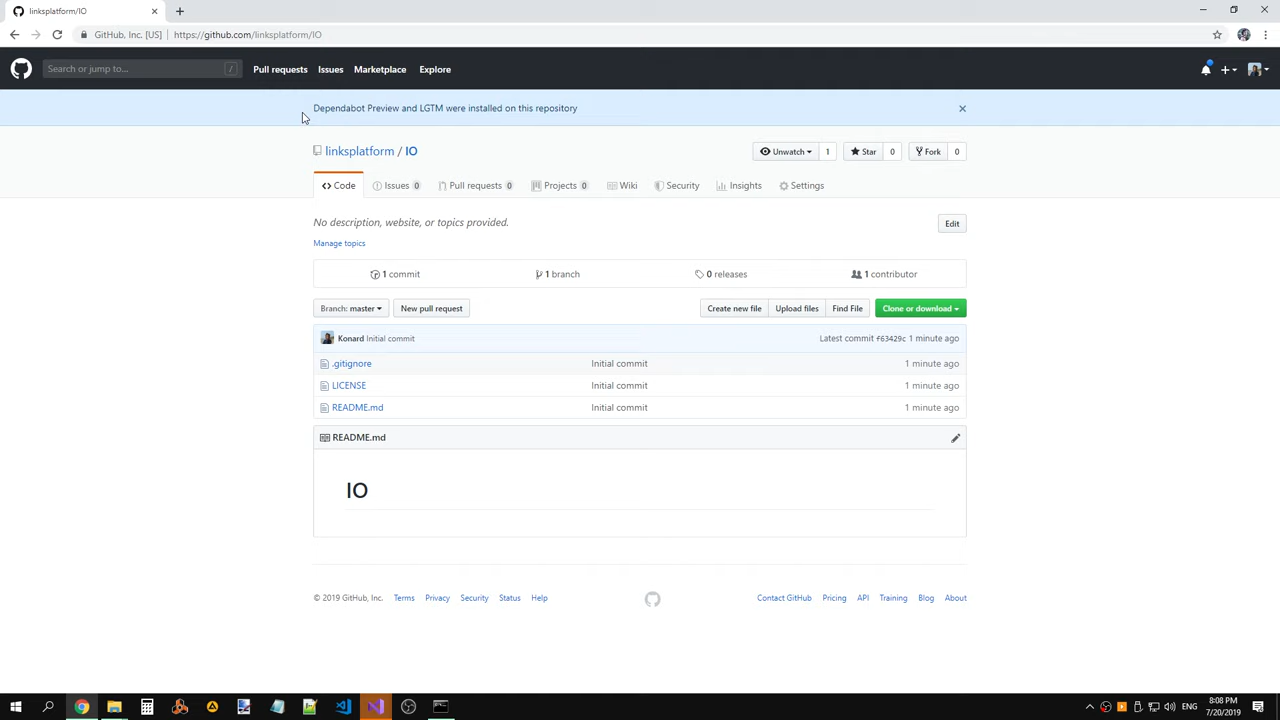 linksplatform/IO
GitHub, Inc. [US] https://github.com/linksplatform/IO
Search or jump to... / Pull requests Issues Marketplace Explore
Dependabot Preview and LGTM were installed on this repository
linksplatform / IO Unwatch 1 Star 0 Fork 0
Code Issues 0 Pull requests 0 Projects 0 Wiki Security Insights Settings
No description, website, or topics provided. Edit
Manage topics
1 commit 1 branch 0 releases 1 contributor
Branch: master New pull request Create new file Upload files Find File Clone or download
Konard Initial commit Latest commit f63429c 1 minute ago
.gitignore Initial commit 1 minute ago
LICENSE Initial commit 1 minute ago
README.md Initial commit 1 minute ago
README.md
IO
© 2019 GitHub, Inc. Terms Privacy Security Status Help Contact GitHub Pricing API Training Blog About
8:08 PM
7/20/2019